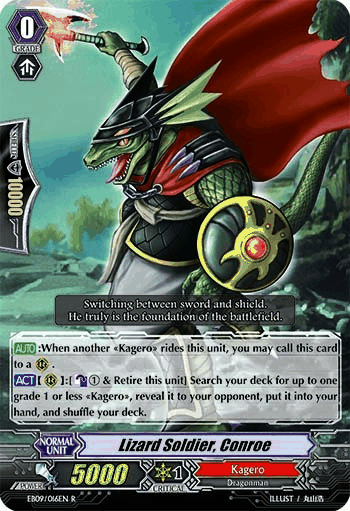 0
GRADE
SHIELD
10000
Switching between sword and shield.
He truly is the foundation of the battlefield.
AUTO :When another «Kagero» rides this unit, you may call this card
to a .
ACT [ ]:[ ① & Retire this unit] Search your deck for up to one
grade 1 or less «Kagero», reveal it to your opponent, put it into
your hand, and shuffle your deck.
NORMAL
UNIT
Lizard Soldier, Conroe
POWER
5000
1
CRITICAL
Kagero
Dragonman
EB09/016EN R
ILLUST /